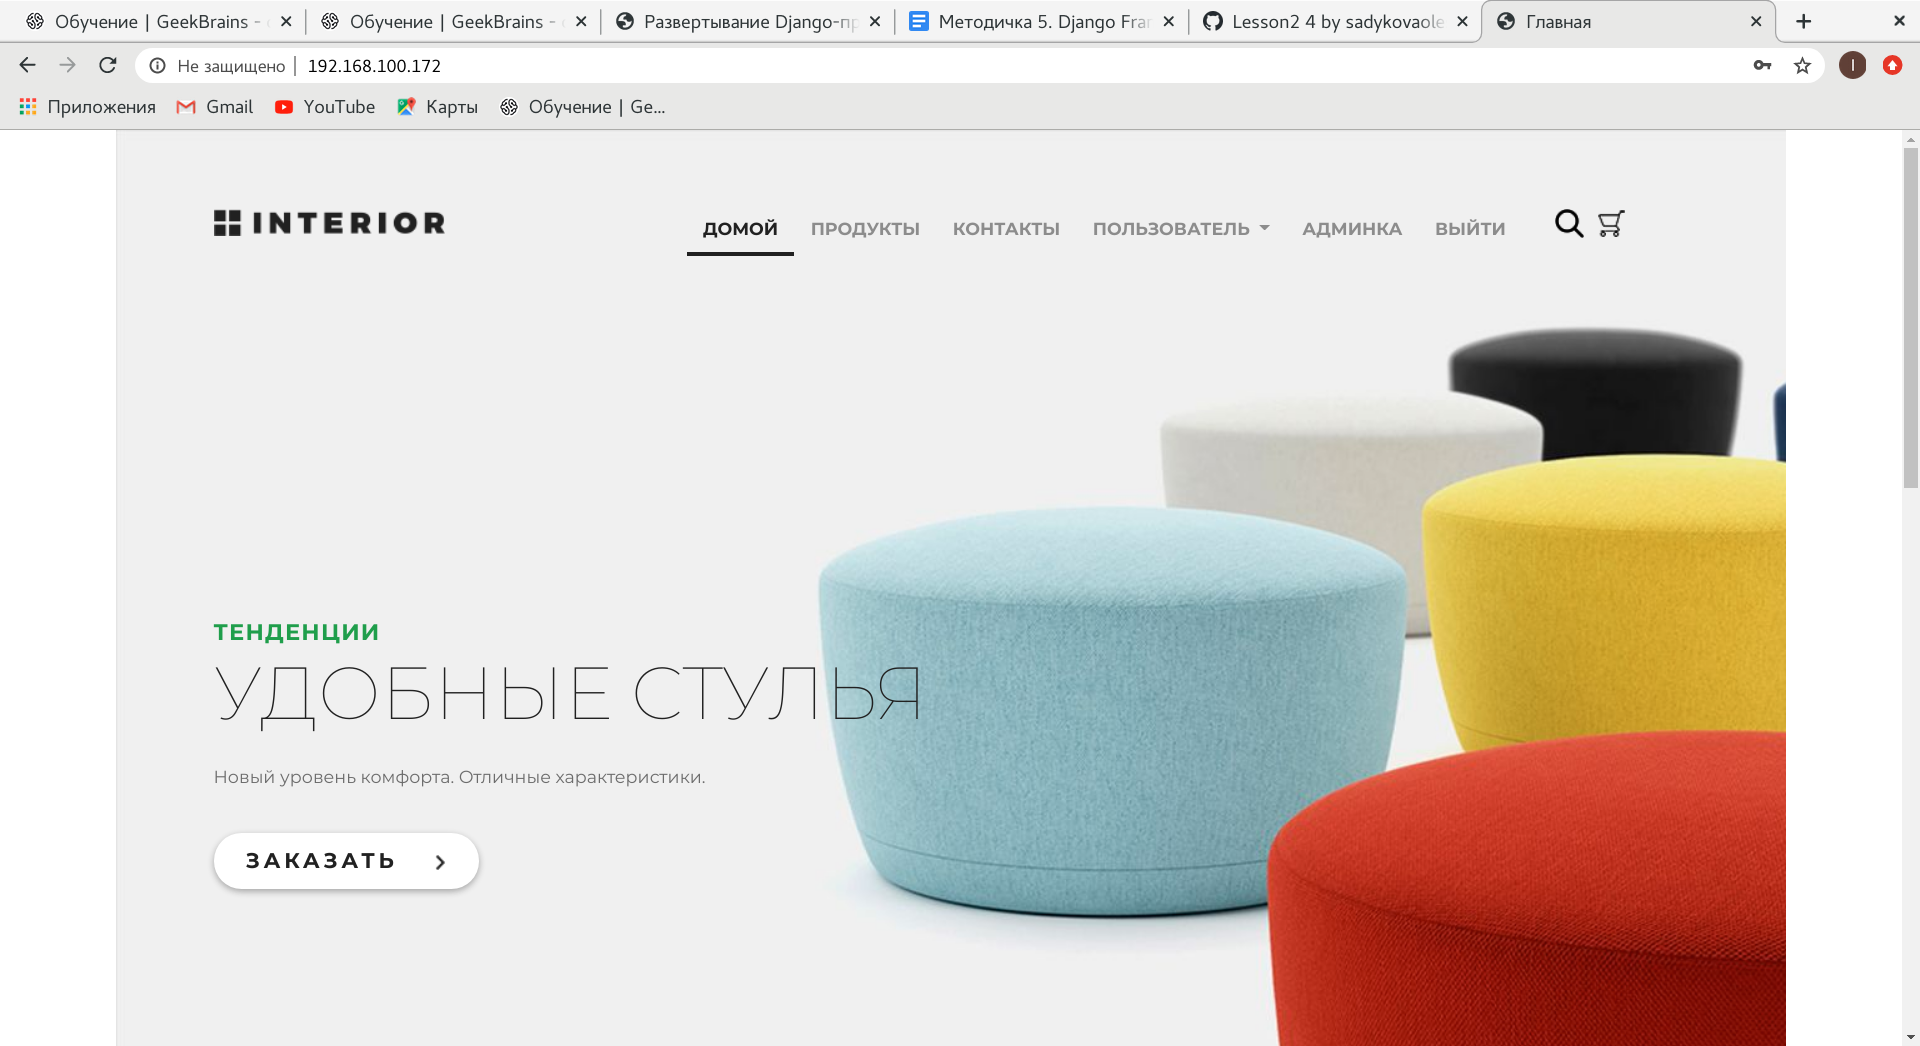 Обучение | GeekBrains -
Обучение | GeekBrains -
Развертывание Django-п
Методичка 5. Django Fra
Lesson2 4 by sadykovaole
Главная
Не защищено | 192.168.100.172
I
Приложения
Gmail
YouTube
Карты
Обучение | Ge...
INTERIOR
ДОМОЙ
ПРОДУКТЫ
КОНТАКТЫ
ПОЛЬЗОВАТЕЛЬ
АДМИНКА
ВЫЙТИ
ТЕНДЕНЦИИ
УДОБНЫЕ СТУЛЬЯ
Новый уровень комфорта. Отличные характеристики.
ЗАКАЗАТЬ